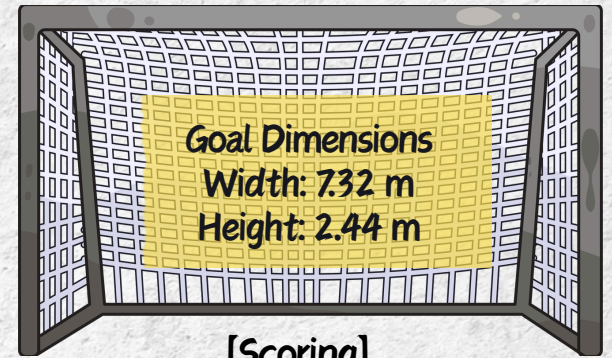 Goal Dimensions
Width: 7.32 m
Height: 2.44 m
[Scoring]